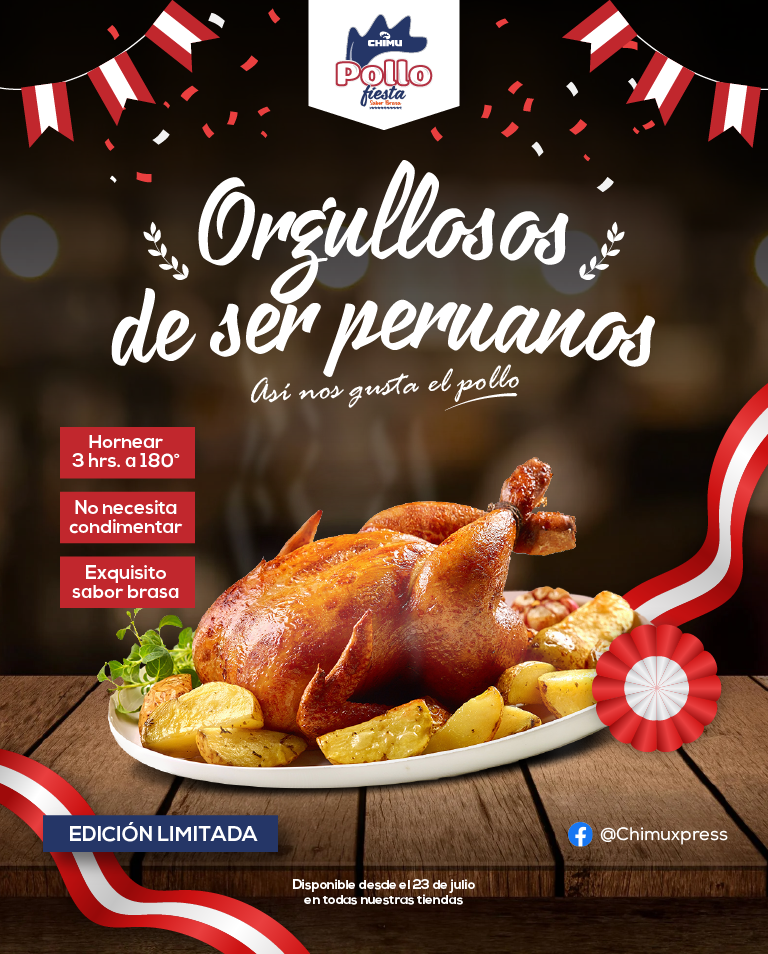 CHIMU
Pollo
fiesta
Sabor Brasa
Orgullosos
de ser peruanos
Así nos gusta el pollo
Hornear
3 hrs. a 180°
No necesita
condimentar
Exquisito
sabor brasa
EDICIÓN LIMITADA
@Chimuxpress
Disponible desde el 23 de julio
en todas nuestras tiendas